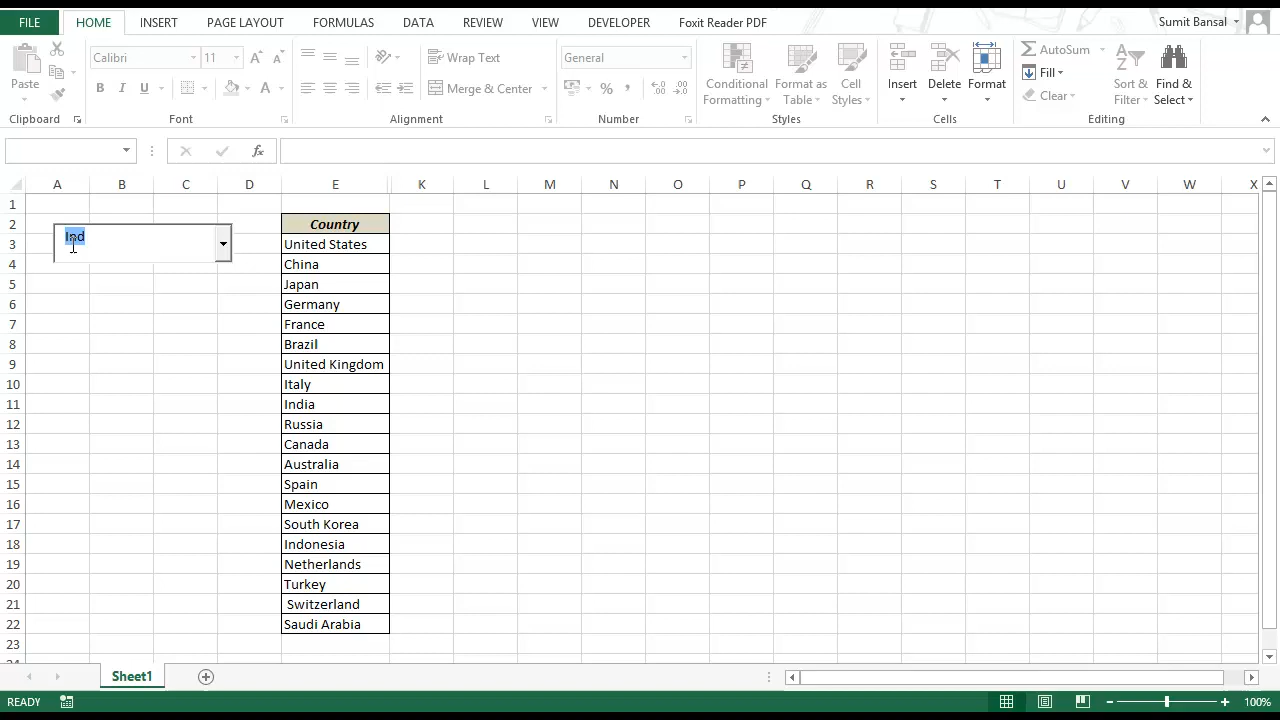 FILE HOME INSERT PAGE LAYOUT FORMULAS DATA REVIEW VIEW DEVELOPER Foxit Reader PDF Sumit Bansal
Calibri 11 A A Wrap Text General AutoSum
Paste Conditional Format as Cell Insert Delete Format Fill Sort & Find &
B I U A Merge & Center % , Formatting Table Styles Clear Filter Select
Clipboard Font Alignment Number Styles Cells Editing
fx
A B C D E K L M N O P Q R S T U V W X
1
2 Country
Ind
3 United States
4 China
5 Japan
6 Germany
7 France
8 Brazil
9 United Kingdom
10 Italy
11 India
12 Russia
13 Canada
14 Australia
15 Spain
16 Mexico
17 South Korea
18 Indonesia
19 Netherlands
20 Turkey
21 Switzerland
22 Saudi Arabia
23
24
Sheet1
READY 100%